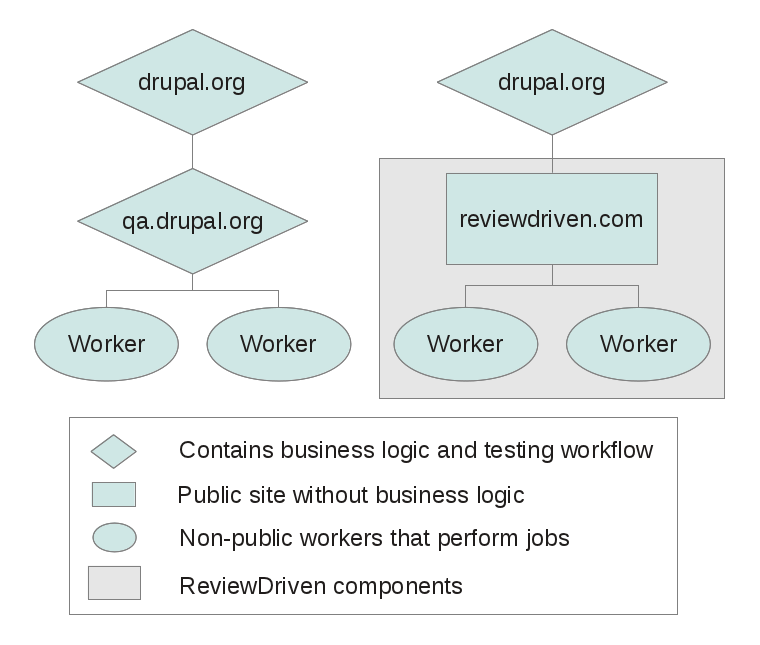 drupal.org
drupal.org
qa.drupal.org
reviewdriven.com
Worker
Worker
Worker
Worker
Contains business logic and testing workflow
Public site without business logic
Non-public workers that perform jobs
ReviewDriven components